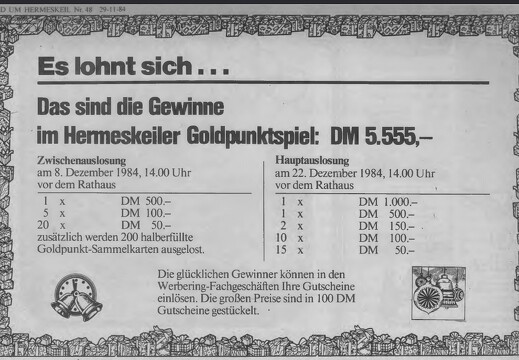 D UM HERMESKEIL Nr. 48 29-11-84
Es lohnt sich . . .
Das sind die Gewinne
im Hermeskeiler Goldpunktspiel: DM 5.555,–
Zwischenauslosung
am 8. Dezember 1984, 14.00 Uhr
vor dem Rathaus
1 x DM 500.–
5 x DM 100.–
20 x DM 50.–
zusätzlich werden 200 halberfüllte
Goldpunkt-Sammelkarten ausgelost.
Hauptauslosung
am 22. Dezember 1984, 14.00 Uhr
vor dem Rathaus
1 x DM 1.000.–
1 x DM 500.–
2 x DM 150.–
10 x DM 100.–
15 x DM 50.–
Die glücklichen Gewinner können in den
Werbering-Fachgeschäften Ihre Gutscheine
einlösen. Die großen Preise sind in 100 DM
Gutscheine gestückelt.